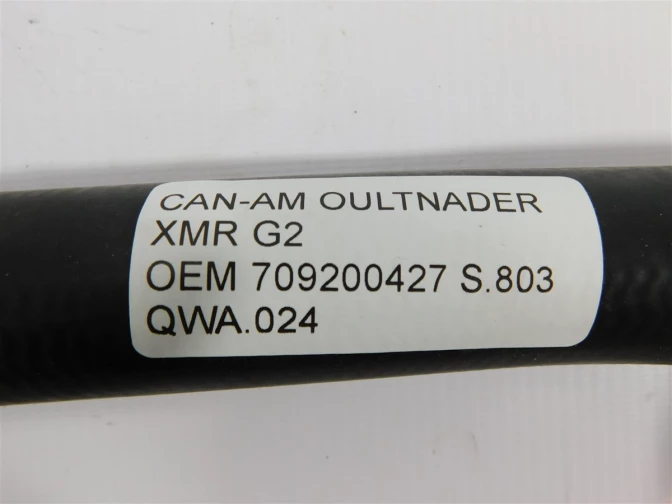 CAN-AM OULTNADER
XMR G2
OEM 709200427 S.803
QWA.024